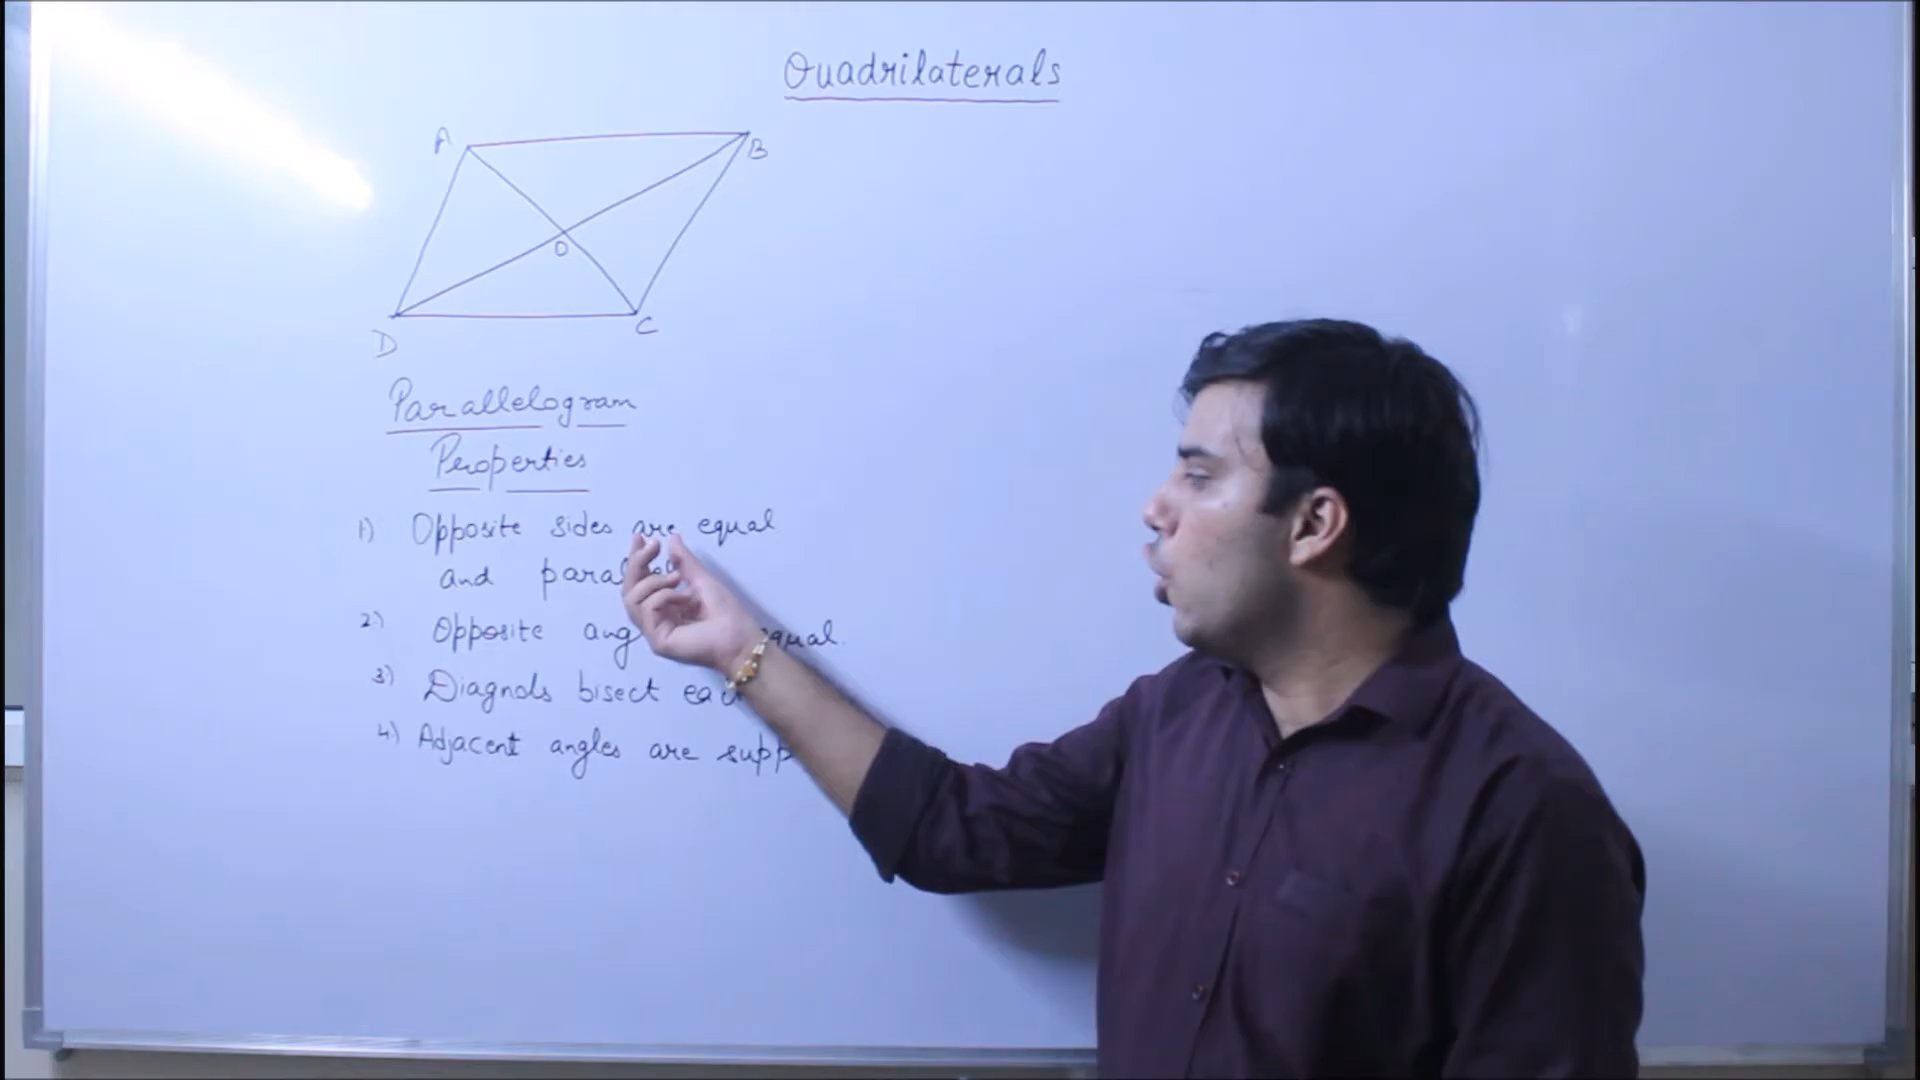 Quadrilaterals
A
B
O
D
C
Parallelogram
Properties
1) Opposite sides are equal
and
2) Opposite
3) Diagnols bisect
4) Adjacent angles are